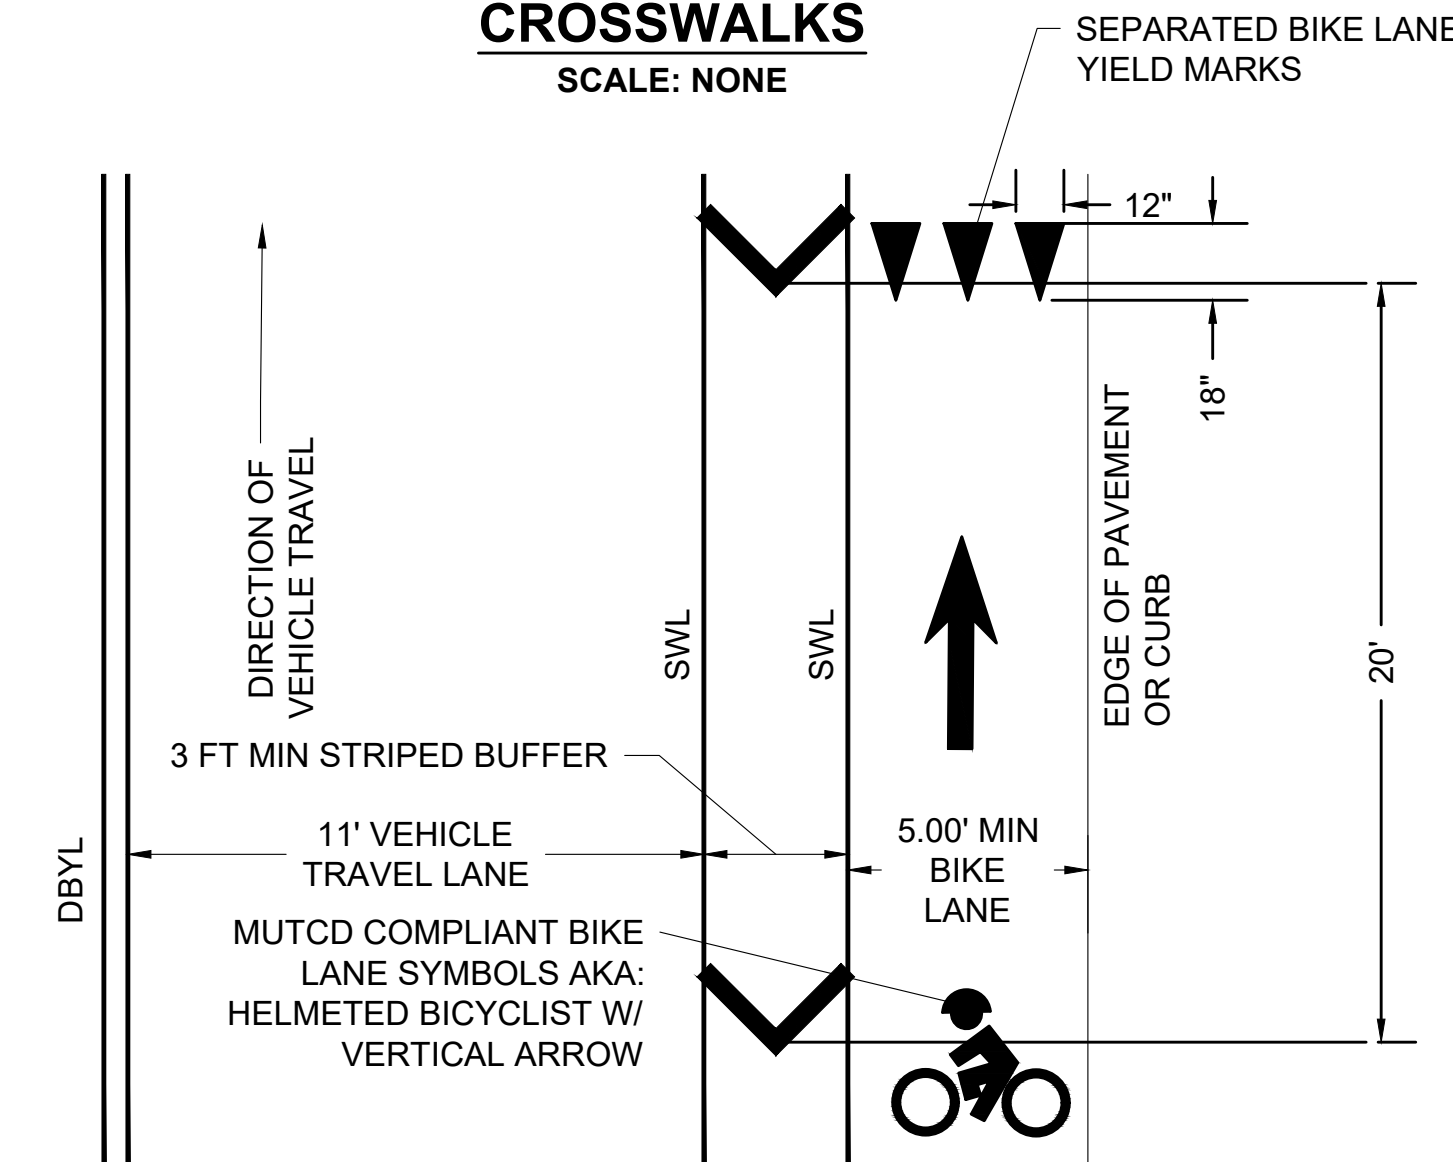 CROSSWALKS
SCALE: NONE
SEPARATED BIKE LANE
YIELD MARKS
12"
18"
DIRECTION OF
VEHICLE TRAVEL
SWL
SWL
EDGE OF PAVEMENT
OR CURB
20'
3 FT MIN STRIPED BUFFER
11' VEHICLE
TRAVEL LANE
5.00' MIN
BIKE
LANE
DBYL
MUTCD COMPLIANT BIKE
LANE SYMBOLS AKA:
HELMETED BICYCLIST W/
VERTICAL ARROW